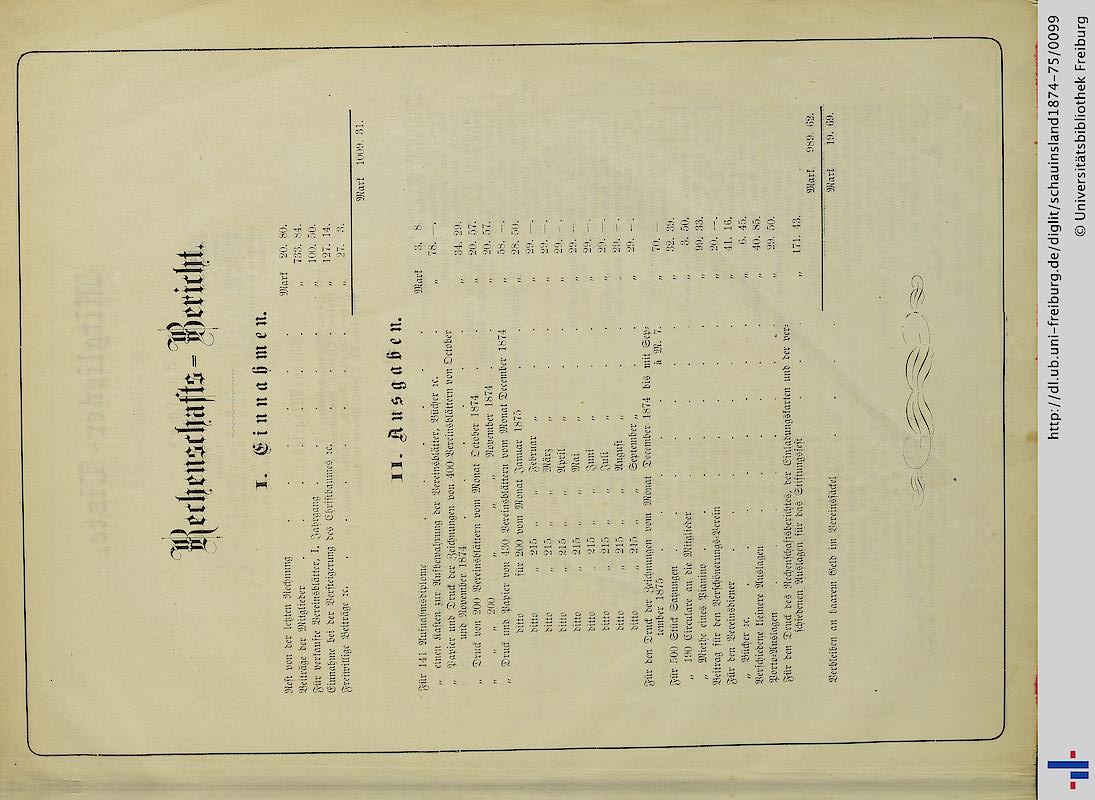 Rechenschafts-Bericht.
I. Einnahmen.
Rest von der letzten Rechnung . . . . Mark 20. 80.
Beiträge der Mitglieder . . . . . „ 733. 84.
Für verkaufte Vereinsblätter, I. Jahrgang . . . . „ 100. 50.
Einnahme bei der Versteigerung des Christbaumes ꝛc. . . . „ 127. 14.
Freiwillige Beiträge ꝛc. . . . . . „ 27. 3.
Mark 1009. 31.
II. Ausgaben.
Für 141 Aufnahmsdiplome . . . . . Mark 3. 8
„ einen Kasten zur Aufbewahrung der Vereinsblätter, Bücher ꝛc. . „ 78. —.
„ Papier und Druck der Zeichnungen von 400 Vereinsblättern von October
und November 1874 . . . . . „ 34. 29.
„ Druck von 200 Vereinsblättern vom Monat October 1874 . „ 20. 57.
„ „ „ 200 „ „ „ November 1874 . „ 20. 57.
„ Druck und Papier von 430 Vereinsblättern vom Monat December 1874 „ 58. —.
ditto für 200 vom Monat Januar 1875 . . „ 28. 50.
ditto „ 215 „ „ Februar „ . . „ 29. —.
ditto „ 215 „ „ März „ . . „ 29. —.
ditto „ 215 „ „ April „ . . „ 29. —.
ditto „ 215 „ „ Mai „ . . „ 29. —.
ditto „ 215 „ „ Juni „ . . „ 29. —.
ditto „ 215 „ „ Juli „ . . „ 29. —.
ditto „ 215 „ „ August „ . . „ 29. —.
ditto „ 215 „ „ September „ . . „ 29. —.
Für den Druck der Zeichnungen vom Monat December 1874 bis mit Sep-
tember 1875 . . . . . à M. 7. „ 70. —.
Für 500 Stück Satzungen . . . . . „ 32. 39.
„ 190 Circulare an die Mitglieder . . . . „ 3. 50.
„ Miethe eines Pianino . . . . . „ 99. 33.
Beitrag für den Verschönerungs-Verein . . . . „ 20. —.
Für den Vereinsdiener . . . . . „ 41. 16.
„ Bücher ꝛc. . . . . . „ 6. 45.
Verschiedene kleinere Auslagen . . . . „ 40. 85.
Porto-Auslagen . . . . . „ 29. 50.
Für den Druck des Rechenschaftsberichtes, der Einladungskarten und der ver-
schiedenen Auslagen für das Stiftungsfest . . . „ 171. 43.
Mark 989. 62.
Verbleiben an baarem Geld im Vereinssäckel . . . Mark 19. 69.
http://dl.ub.uni-freiburg.de/diglit/schauinsland1874-75/0099
© Universitätsbibliothek Freiburg